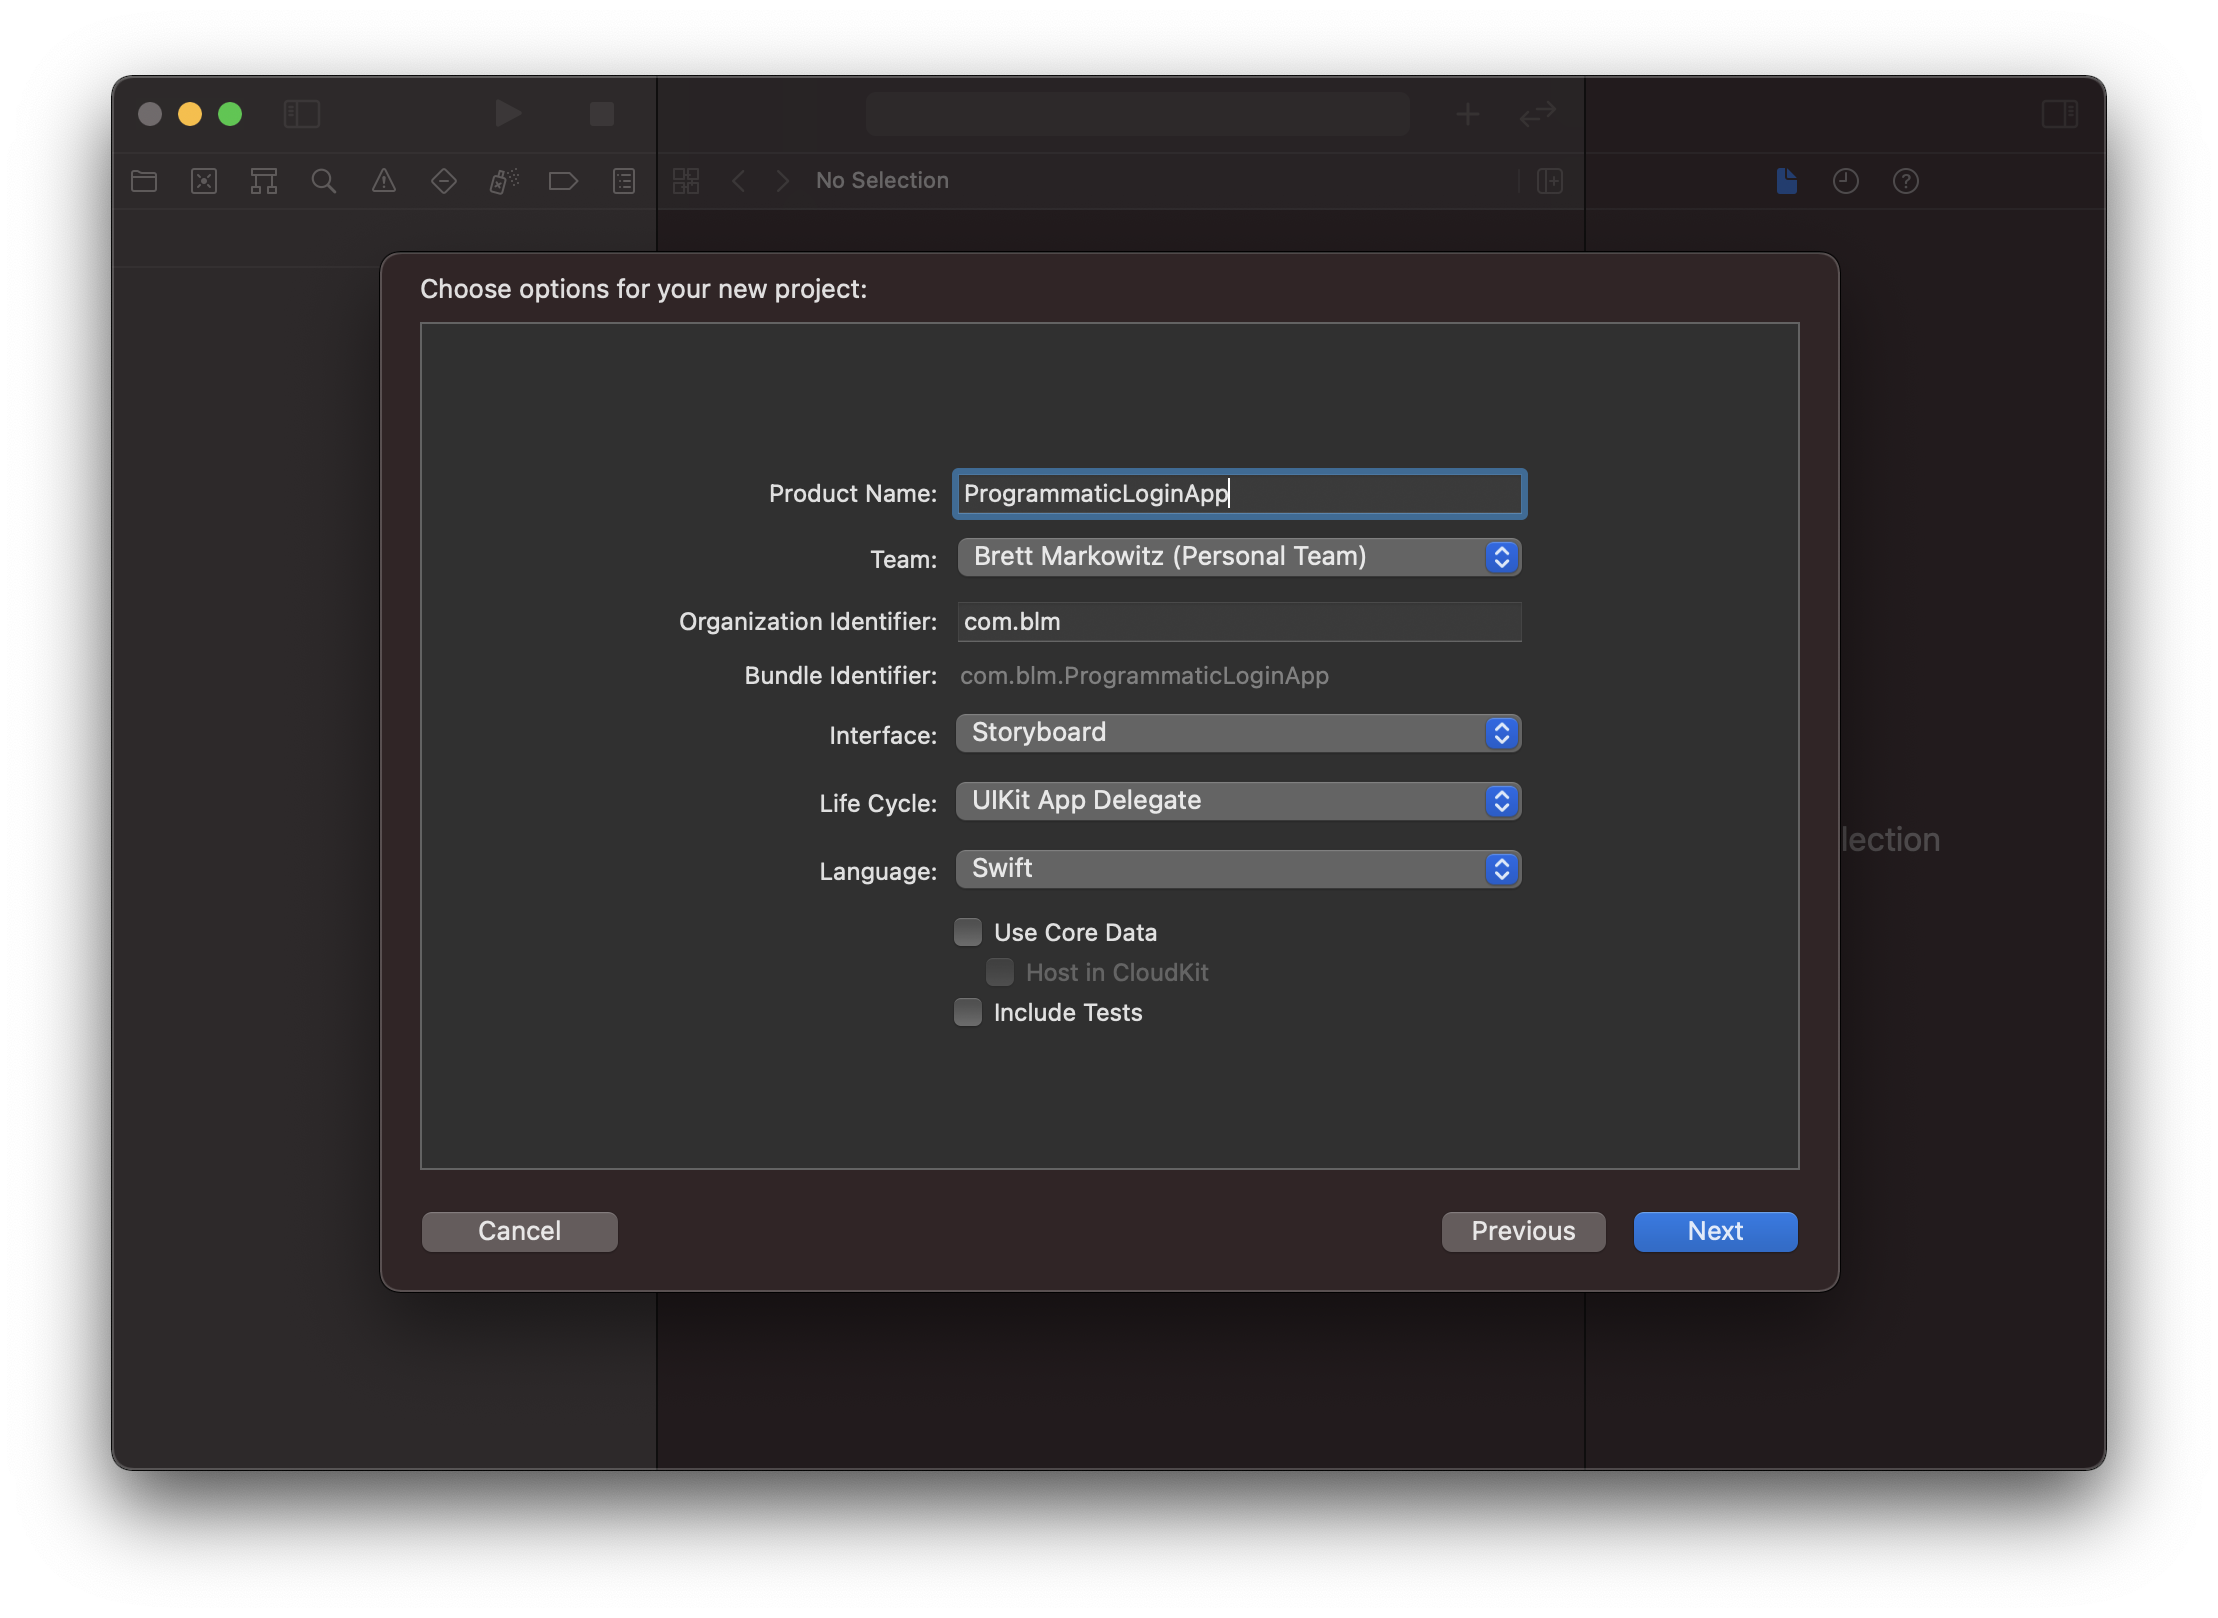 No Selection
Choose options for your new project:
Product Name: ProgrammaticLoginApp
Team: Brett Markowitz (Personal Team)
Organization Identifier: com.blm
Bundle Identifier: com.blm.ProgrammaticLoginApp
Interface: Storyboard
Life Cycle: UIKit App Delegate
lection
Language: Swift
Use Core Data
Host in CloudKit
Include Tests
Cancel Previous Next